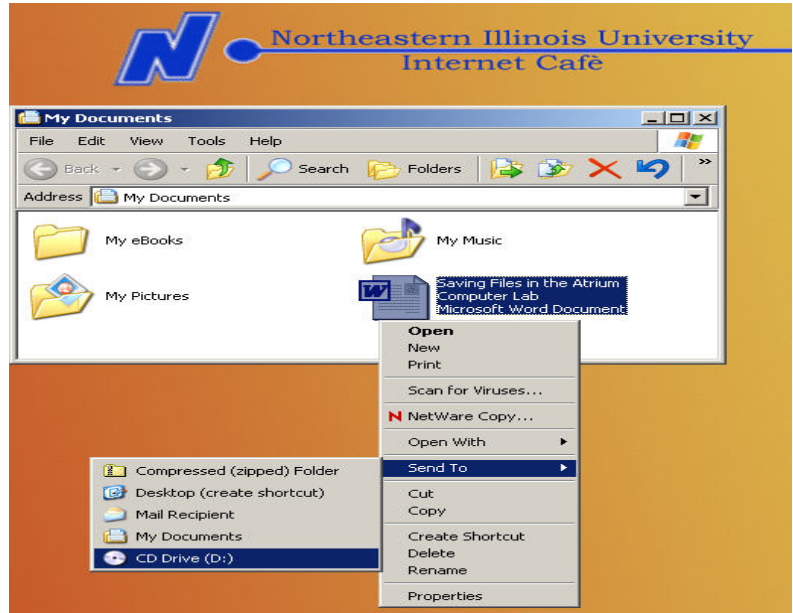 Northeastern Illinois University
Internet Cafè
My Documents
File Edit View Tools Help
Back Search Folders »
Address My Documents
My eBooks
My Music
My Pictures
Saving Files in the Atrium
Computer Lab
Microsoft Word Document
Open
New
Print
Scan for Viruses...
N NetWare Copy...
Open With
Send To
Cut
Copy
Create Shortcut
Delete
Rename
Properties
Compressed (zipped) Folder
Desktop (create shortcut)
Mail Recipient
My Documents
CD Drive (D:)